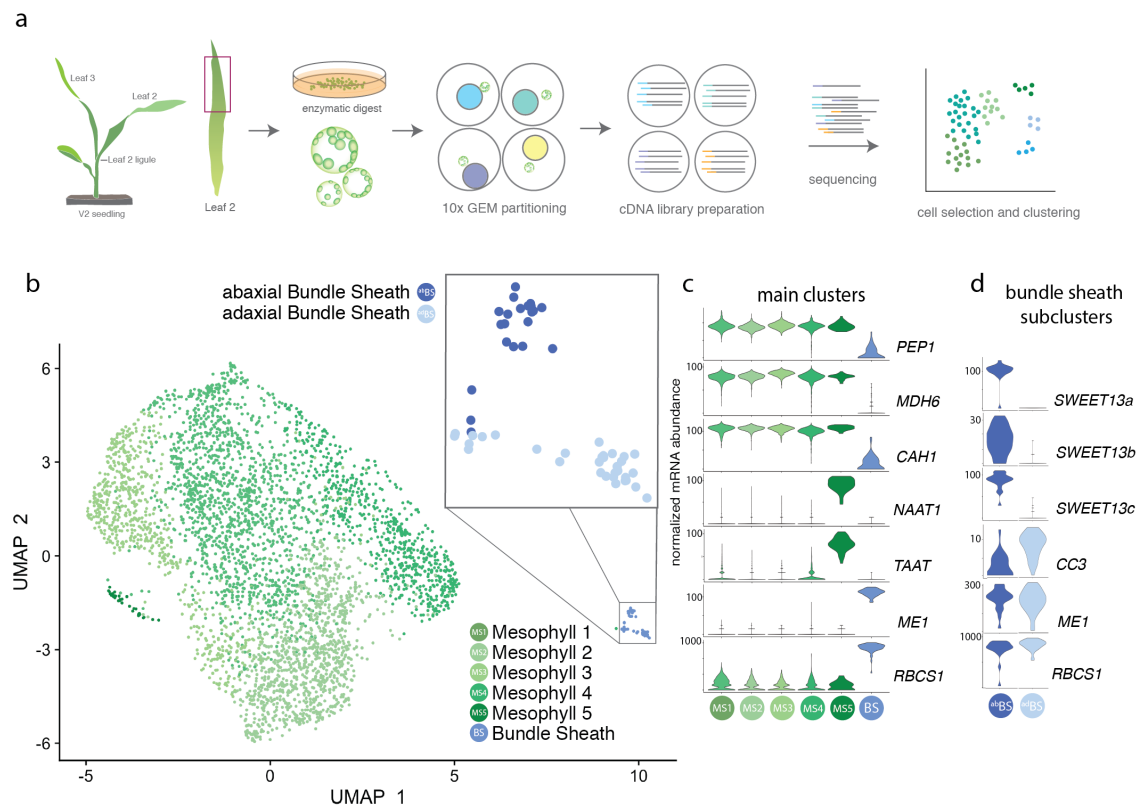 a
Leaf 3
Leaf 2
Leaf 2 ligule
V2 seedling
Leaf 2
enzymatic digest
10x GEM partitioning
cDNA library preparation
sequencing
cell selection and clustering
b
abaxial Bundle Sheath abBS
adaxial Bundle Sheath adBS
UMAP_2
6
3
0
-3
-6
-5
0
5
10
UMAP_1
MS1 Mesophyll 1
MS2 Mesophyll 2
MS3 Mesophyll 3
MS4 Mesophyll 4
MS5 Mesophyll 5
BS Bundle Sheath
c
main clusters
normalized mRNA abundance
PEP1
100
MDH6
100
CAH1
100
NAAT1
100
TAAT
100
ME1
1000
RBCS1
MS1 MS2 MS3 MS4 MS5 BS
d
bundle sheath
subclusters
100
SWEET13a
30
SWEET13b
100
SWEET13c
10
CC3
300
ME1
1000
RBCS1
abBS adBS